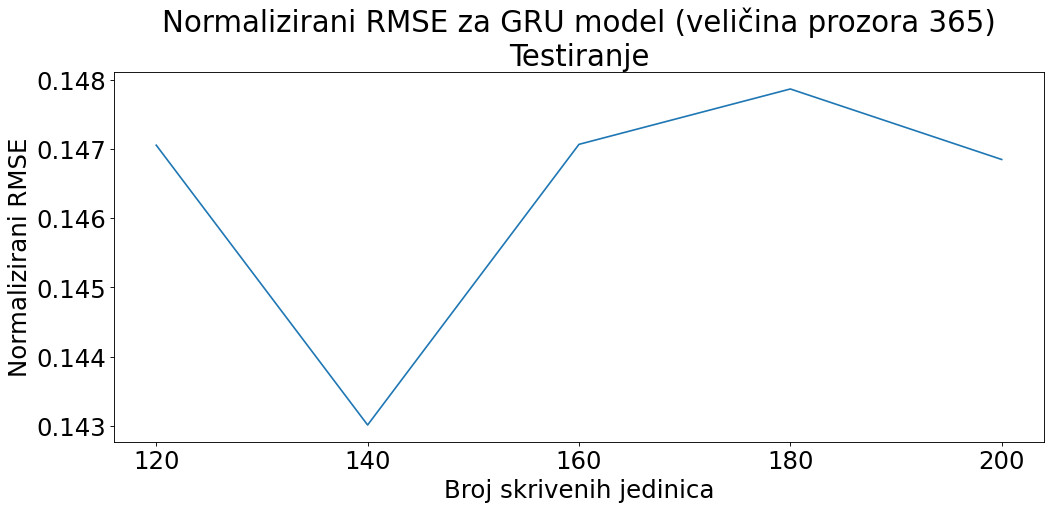 Normalizirani RMSE za GRU model (veličina prozora 365)
Testiranje
Normalizirani RMSE
0.148
0.147
0.146
0.145
0.144
0.143
120 140 160 180 200
Broj skrivenih jedinica